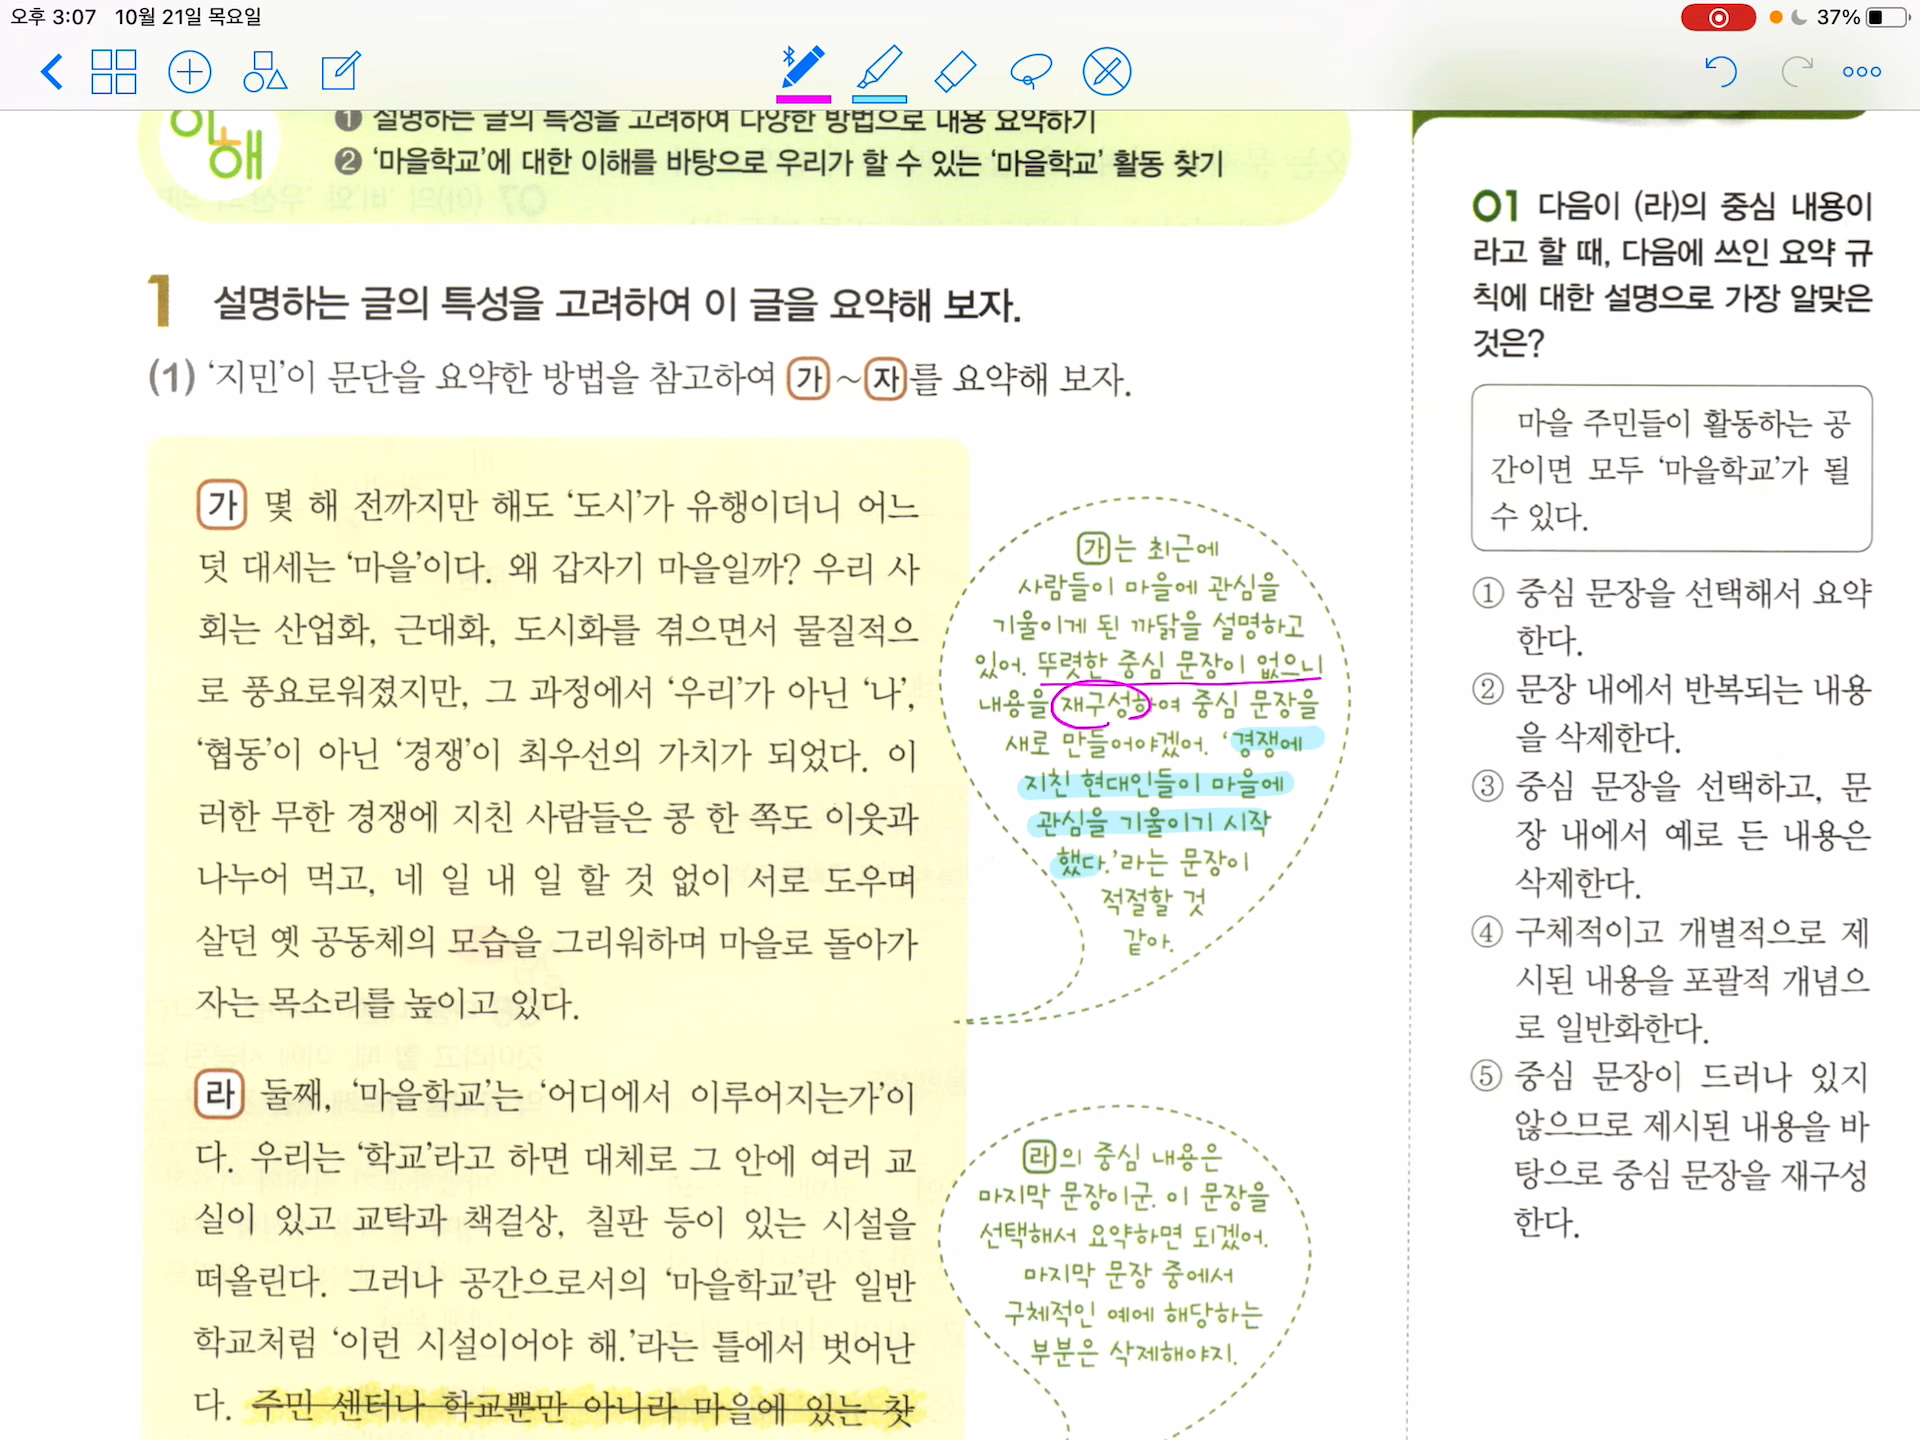 오후 3:07 10월 21일 목요일
37%
이해
1 설명하는 글의 특성을 고려하여 다양한 방법으로 내용 요약하기
2 '마을학교'에 대한 이해를 바탕으로 우리가 할 수 있는 '마을학교' 활동 찾기
1 설명하는 글의 특성을 고려하여 이 글을 요약해 보자.
(1) '지민'이 문단을 요약한 방법을 참고하여 가~자를 요약해 보자.
가 몇 해 전까지만 해도 '도시'가 유행이더니 어느
덧 대세는 '마을'이다. 왜 갑자기 마을일까? 우리 사
회는 산업화, 근대화, 도시화를 겪으면서 물질적으
로 풍요로워졌지만, 그 과정에서 '우리'가 아닌 '나',
'협동'이 아닌 '경쟁'이 최우선의 가치가 되었다. 이
러한 무한 경쟁에 지친 사람들은 콩 한 쪽도 이웃과
나누어 먹고, 네 일 내 일 할 것 없이 서로 도우며
살던 옛 공동체의 모습을 그리워하며 마을로 돌아가
자는 목소리를 높이고 있다.
가는 최근에
사람들이 마을에 관심을
기울이게 된 까닭을 설명하고
있어. 뚜렷한 중심 문장이 없으니
내용을 재구성하여 중심 문장을
새로 만들어야겠어. '경쟁에
지친 현대인들이 마을에
관심을 기울이기 시작
했다.'라는 문장이
적절할 것
같아.
라 둘째, '마을학교'는 '어디에서 이루어지는가'이
다. 우리는 '학교'라고 하면 대체로 그 안에 여러 교
실이 있고 교탁과 책걸상, 칠판 등이 있는 시설을
떠올린다. 그러나 공간으로서의 '마을학교'란 일반
학교처럼 '이런 시설이어야 해.'라는 틀에서 벗어난
다. 주민 센터나 학교뿐만 아니라 마을에 있는 찻
라의 중심 내용은
마지막 문장이군. 이 문장을
선택해서 요약하면 되겠어.
마지막 문장 중에서
구체적인 예에 해당하는
부분은 삭제해야지.
01 다음이 (라)의 중심 내용이
라고 할 때, 다음에 쓰인 요약 규
칙에 대한 설명으로 가장 알맞은
것은?
마을 주민들이 활동하는 공
간이면 모두 '마을학교'가 될
수 있다.
① 중심 문장을 선택해서 요약
한다.
② 문장 내에서 반복되는 내용
을 삭제한다.
③ 중심 문장을 선택하고, 문
장 내에서 예로 든 내용은
삭제한다.
④ 구체적이고 개별적으로 제
시된 내용을 포괄적 개념으
로 일반화한다.
⑤ 중심 문장이 드러나 있지
않으므로 제시된 내용을 바
탕으로 중심 문장을 재구성
한다.